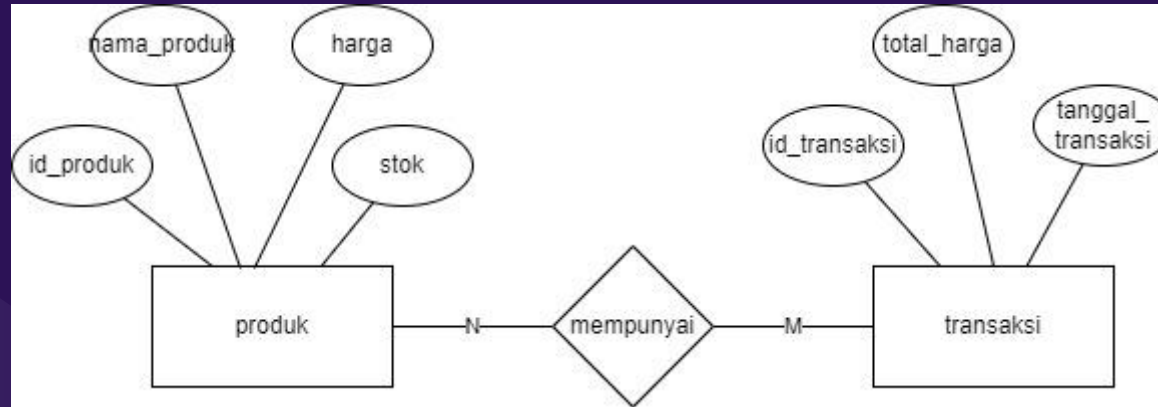 nama_produk
harga
total_harga
id_produk
stok
id_transaksi
tanggal_
transaksi
produk
N
mempunyai
M
transaksi